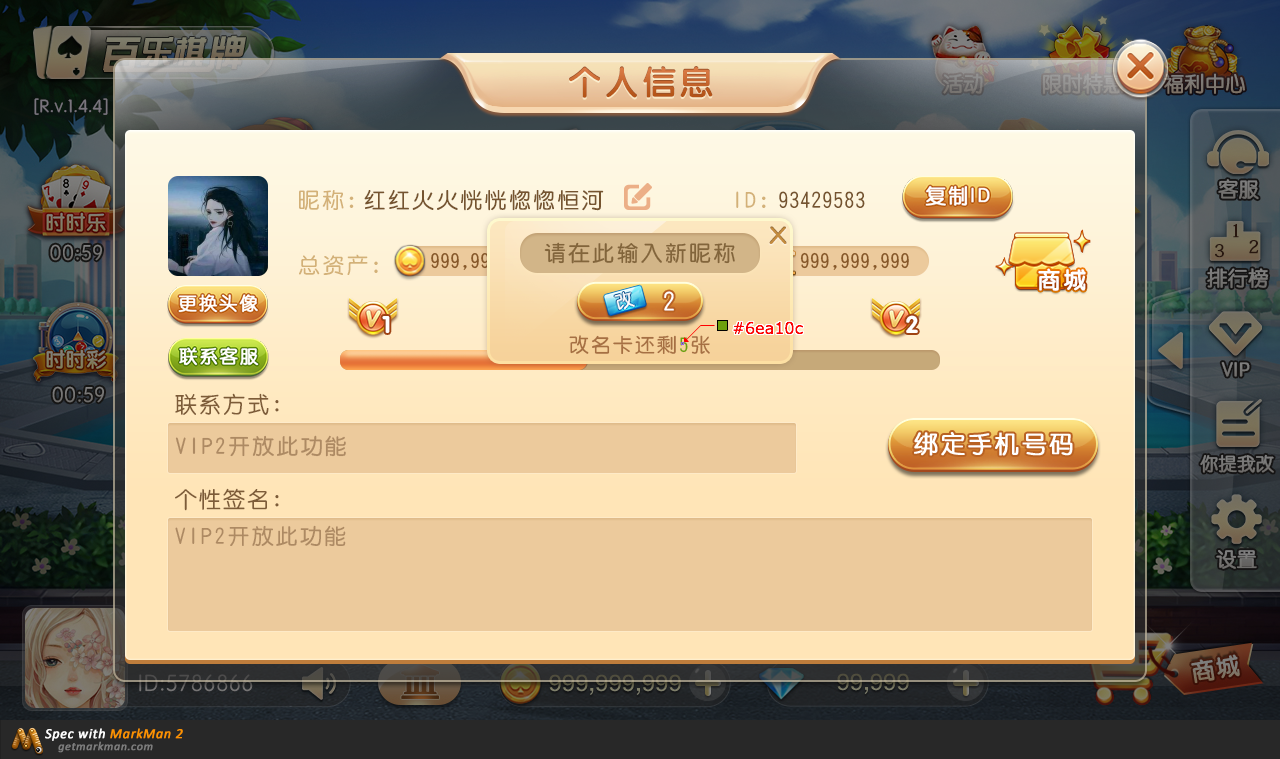 百乐棋牌
[R.v.1.4.4]
个人信息
活动
限时特惠
福利中心
时时乐
00:59
时时彩
00:59
昵称: 红红火火恍恍惚惚恒河
ID: 93429583
复制ID
总资产:
999,99
999,999,999
请在此输入新昵称
改 2
改名卡还剩5张
#6ea10c
V1
V2
商城
更换头像
联系客服
联系方式:
VIP2开放此功能
绑定手机号码
个性签名:
VIP2开放此功能
客服
3 1 2
排行榜
VIP
你提我改
设置
ID:5786866
999,999,999
99,999
商城
Spec with MarkMan 2
getmarkman.com